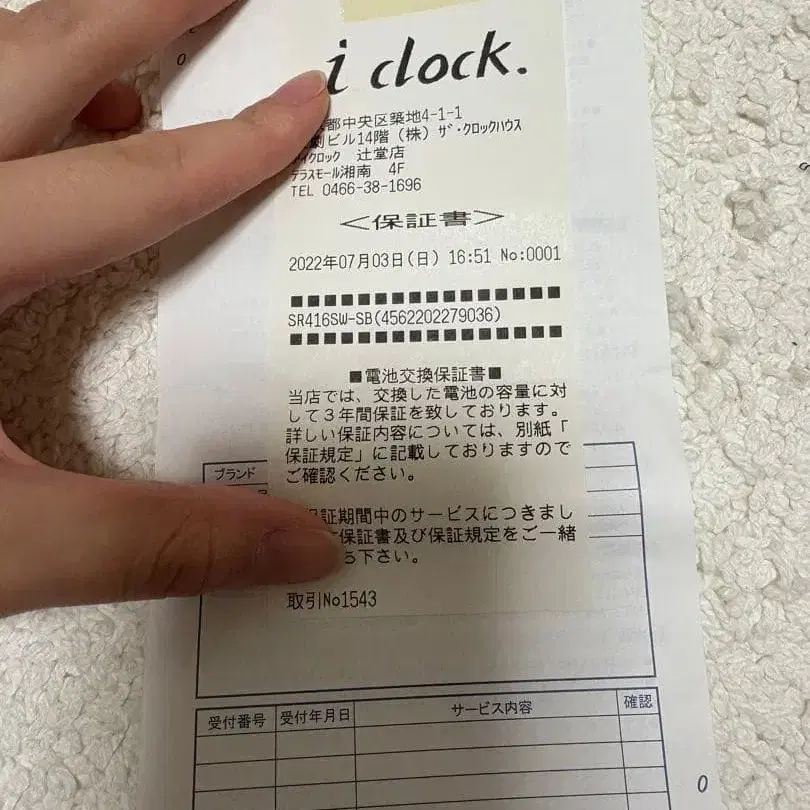 i clock.
都中央区築地4-1-1
劇ビル14階(株)ザ・クロックハウス
アイクロック 辻堂店
テラスモール湘南 4F
TEL 0466-38-1696
<保証書>
2022年07月03日(日) 16:51 No:0001
SR416SW-SB(4562202279036)
■電池交換保証書■
当店では、交換した電池の容量に対
して3年間保証を致しております。
詳しい保証内容については、別紙「
保証規定」に記載しておりますので
ご確認ください。
ブランド
証期間中のサービスにつきまし
保証書及び保証規定をご一緒
下さい。
取引No1543
受付番号 受付年月日 サービス内容 確認